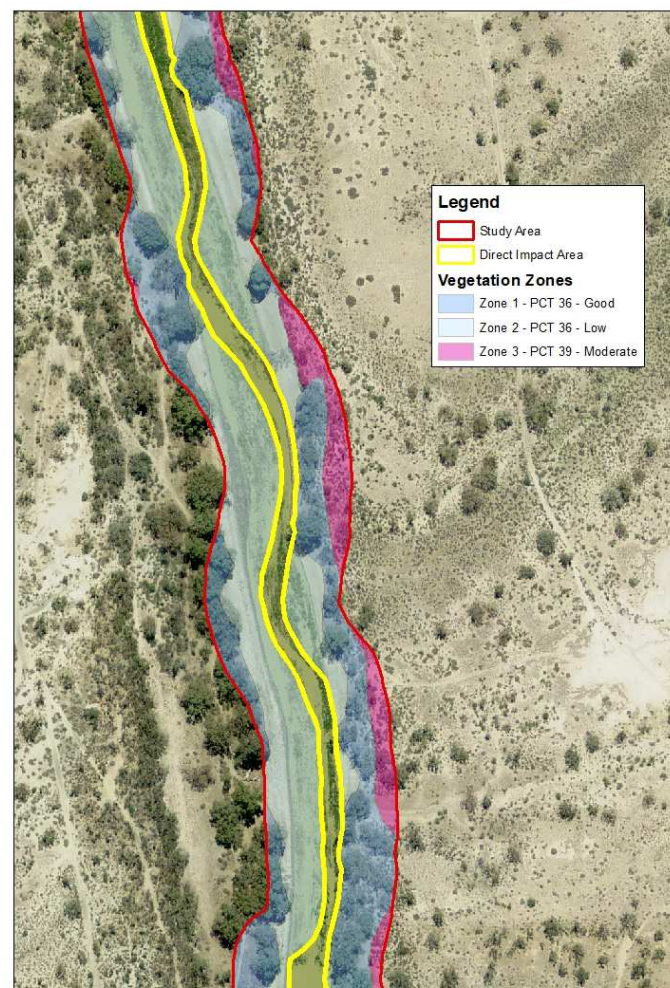 Legend
Study Area
Direct Impact Area
Vegetation Zones
Zone 1 - PCT 36 - Good
Zone 2 - PCT 36 - Low
Zone 3 - PCT 39 - Moderate